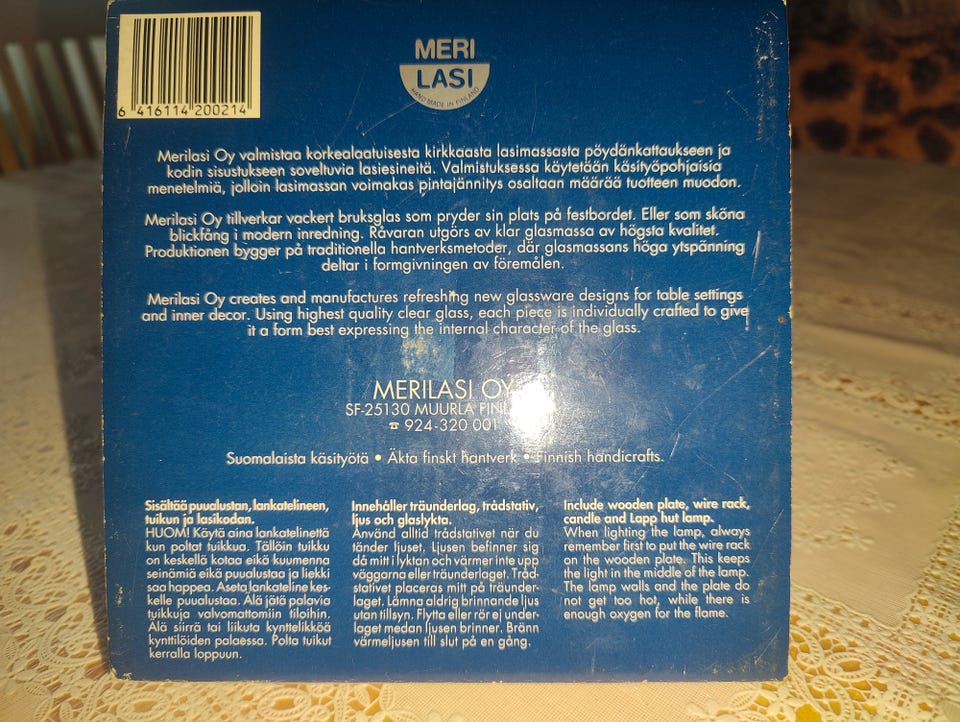 6 416114 200214
MERI
LASI
HAND MADE IN FINLAND
Merilasi Oy valmistaa korkealaatuisesta kirkkaasta lasimassasta pöydänkattaukseen ja
kodin sisustukseen soveltuvia lasiesineitä. Valmistuksessa käytetään käsityöpohjaisia
menetelmiä, jolloin lasimassan voimakas pintajännitys osaltaan määrää tuotteen muodon.
Merilasi Oy tillverkar vackert bruksglas som pryder sin plats på festbordet. Eller som sköna
blickfång i modern inredning. Råvaran utgörs av klar glasmassa av högsta kvalitet.
Produktionen bygger på traditionella hantverksmetoder, där glasmassans höga ytspänning
deltar i formgivningen av föremålen.
Merilasi Oy creates and manufactures refreshing new glassware designs for table settings
and inner decor. Using highest quality clear glass, each piece is individually crafted to give
it a form best expressing the internal character of the glass.
MERILASI OY
SF-25130 MUURLA
☎ 924-320 001
Suomalaista käsityötä • Äkta finskt hantverk • Finnish handicrafts.
Sisältää puualustan, lankatelineen,
tuikun ja lasikodan.
HUOM! Käytä aina lankatelinettä
kun poltat tuikkua. Tällöin tuikku
on keskellä kotaa eikä kuumenna
seinämiä eikä puualustaa ja liekki
saa happea. Aseta lankateline kes-
kelle puualustaa. Älä jätä palavia
tuikkuja valvomattomiin tiloihin.
Älä siirrä tai liikuta kynttelikköä
kynttilöiden palaessa. Polta tuikut
kerralla loppuun.
Innehåller träunderlag, trådstativ,
ljus och glaslykta.
Använd alltid trådstativet när du
tänder ljuset. Ljusen befinner sig
då mitt i lyktan och värmer inte upp
väggarna eller träunderlaget. Tråd-
stativet placeras mitt på träunder-
laget. Lämna aldrig brinnande ljus
utan tillsyn. Flytta eller rör ej under-
laget medan ljusen brinner. Bränn
värmeljusen till slut på en gång.
Include wooden plate, wire rack,
candle and Lapp hut lamp.
When lighting the lamp, always
remember first to put the wire rack
on the wooden plate. This keeps
the light in the middle of the lamp.
The lamp walls and the plate do
not get too hot, while there is
enough oxygen for the flame.